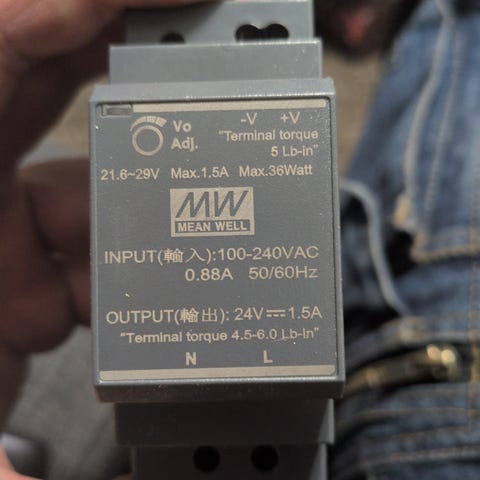 Vo -V +V
Adj. "Terminal torque
5 Lb-in"
21.6~29V Max.1.5A Max.36Watt
MW
MEAN WELL
INPUT(輸入):100-240VAC
0.88A 50/60Hz
OUTPUT(輸出): 24V⎓1.5A
"Terminal torque 4.5-6.0 Lb-in"
N L